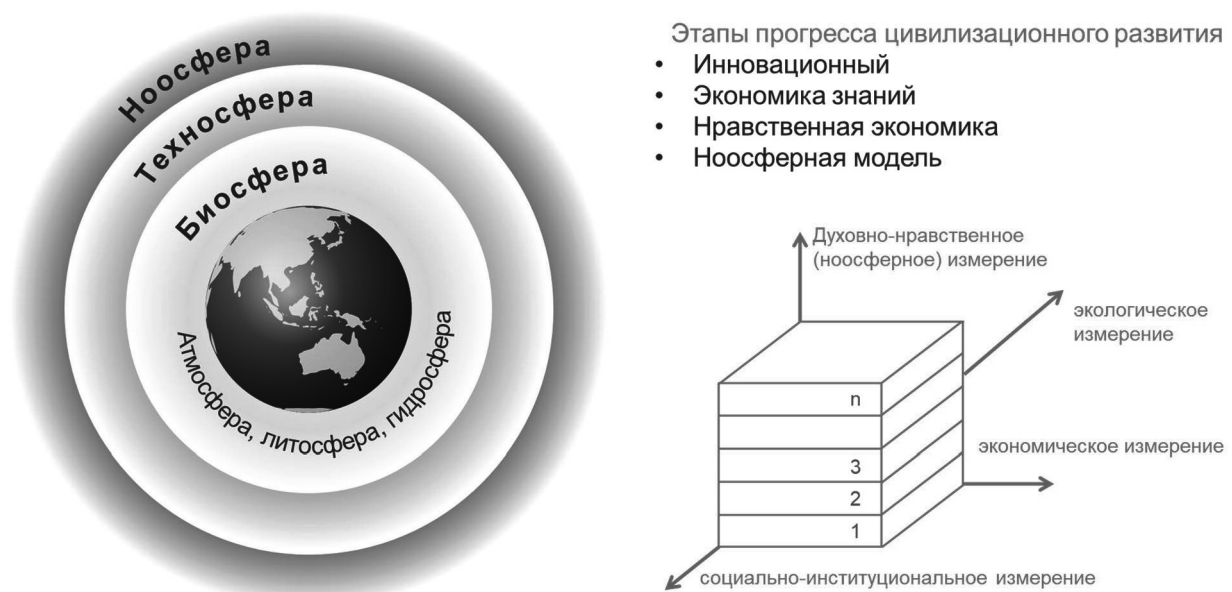 Ноосфера
Техносфера
Биосфера
Атмосфера, литосфера, гидросфера
Этапы прогресса цивилизационного развития
• Инновационный
• Экономика знаний
• Нравственная экономика
• Ноосферная модель
Духовно-нравственное
(ноосферное) измерение
экологическое
измерение
n
3
экономическое измерение
2
1
социально-институциональное измерение